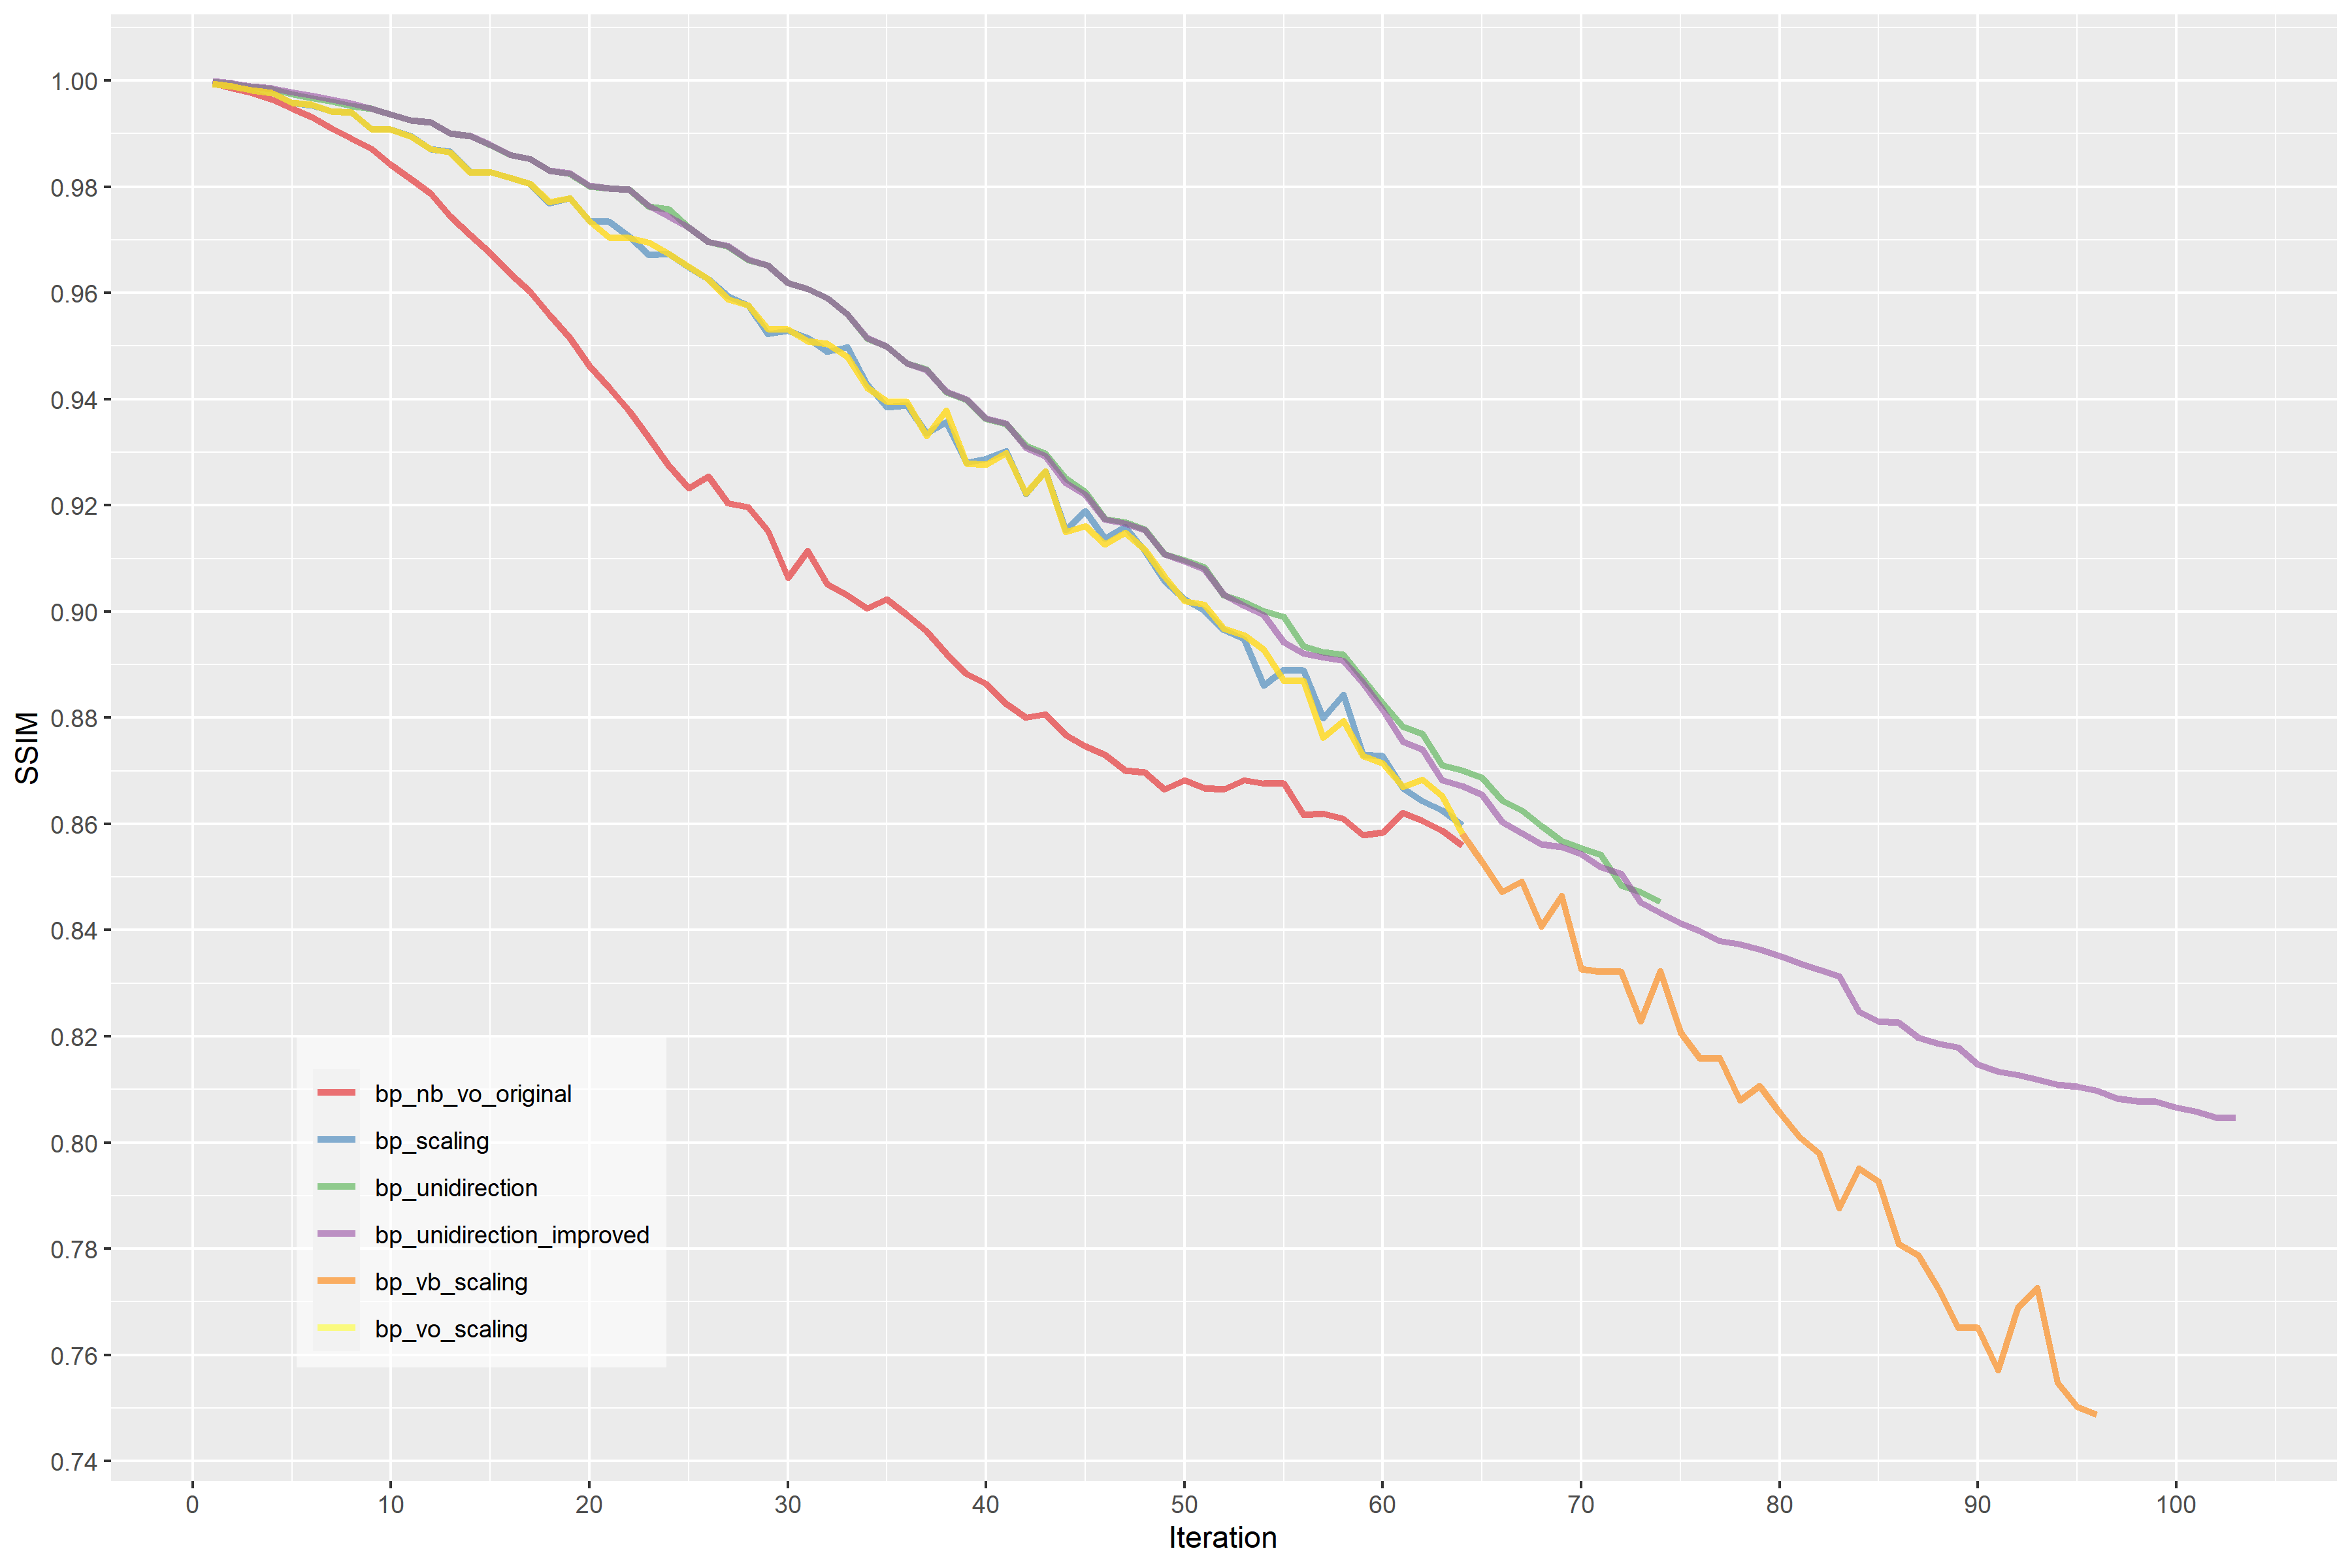 1.00
0.98
0.96
0.94
0.92
0.90
0.88
0.86
0.84
0.82
0.80
0.78
0.76
0.74
SSIM
bp_nb_vo_original
bp_scaling
bp_unidirection
bp_unidirection_improved
bp_vb_scaling
bp_vo_scaling
0 10 20 30 40 50 60 70 80 90 100
Iteration